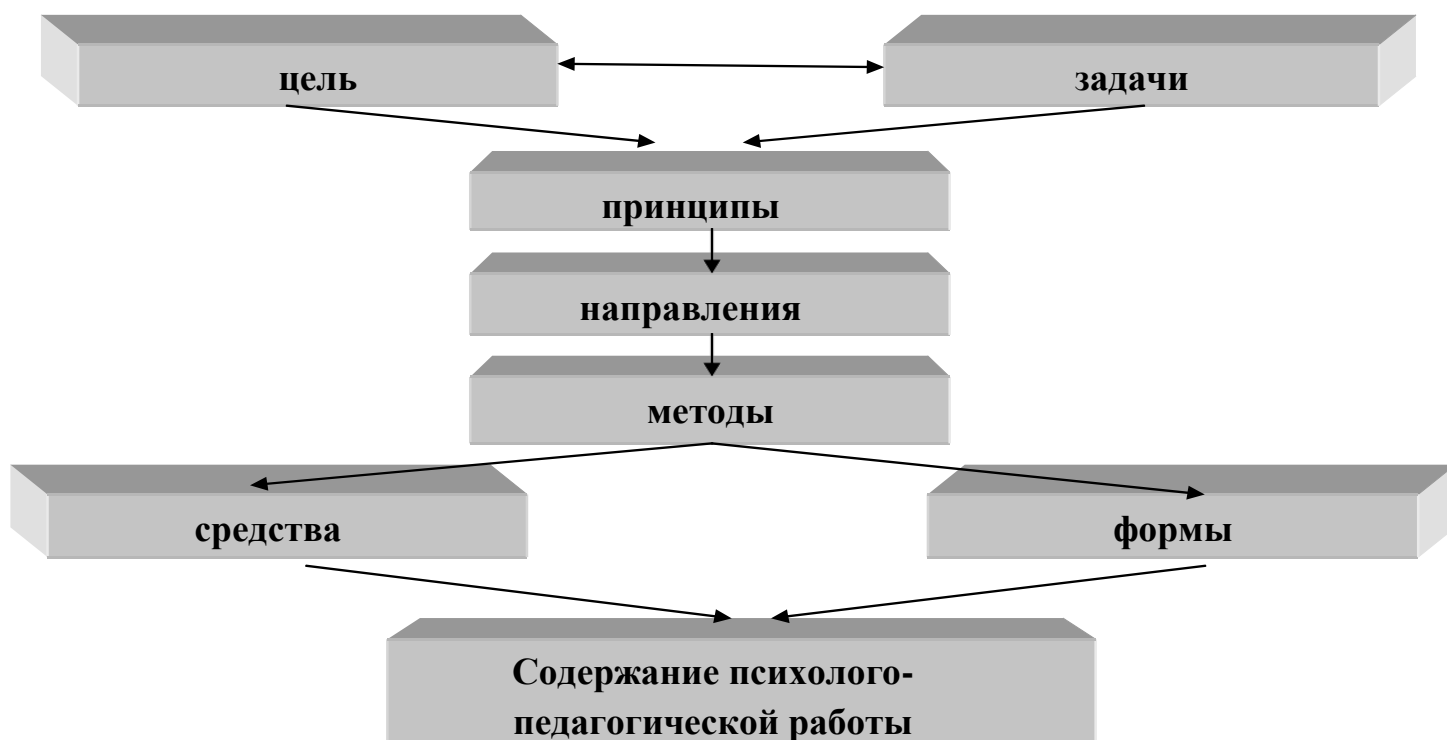 цель
задачи
принципы
направления
методы
средства
формы
Содержание психолого-
педагогической работы